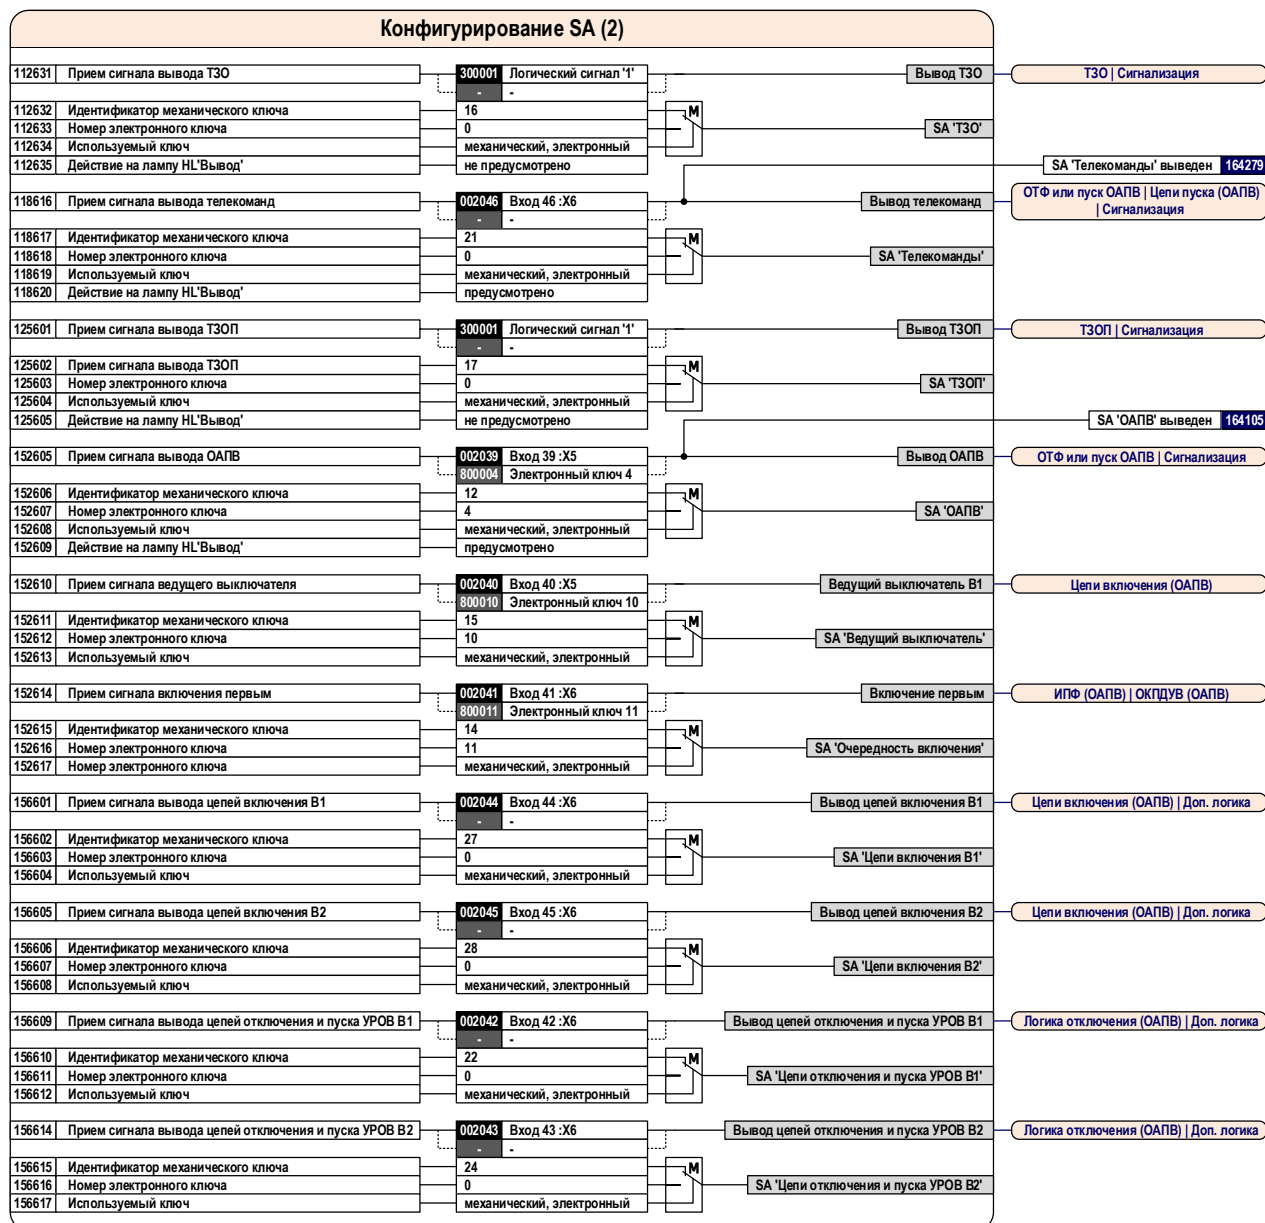 Конфигурирование SA (2)
112631 Прием сигнала вывода ТЗО 300001 Логический сигнал '1' Вывод ТЗО ТЗО | Сигнализация
- -
112632 Идентификатор механического ключа 16
112633 Номер электронного ключа 0 М SA 'ТЗО'
112634 Используемый ключ механический, электронный
112635 Действие на лампу HL'Вывод' не предусмотрено SA 'Телекоманды' выведен 164279
118616 Прием сигнала вывода телекоманд 002046 Вход 46 :X6 Вывод телекоманд ОТФ или пуск ОАПВ | Цепи пуска (ОАПВ)
| Сигнализация
- -
118617 Идентификатор механического ключа 21
118618 Номер электронного ключа 0 М SA 'Телекоманды'
118619 Используемый ключ механический, электронный
118620 Действие на лампу HL'Вывод' предусмотрено
125601 Прием сигнала вывода ТЗОП 300001 Логический сигнал '1' Вывод ТЗОП ТЗОП | Сигнализация
- -
125602 Прием сигнала вывода ТЗОП 17
125603 Номер электронного ключа 0 М SA 'ТЗОП'
125604 Используемый ключ механический, электронный
125605 Действие на лампу HL'Вывод' не предусмотрено SA 'ОАПВ' выведен 164105
152605 Прием сигнала вывода ОАПВ 002039 Вход 39 :X5 Вывод ОАПВ ОТФ или пуск ОАПВ | Сигнализация
800004 Электронный ключ 4
152606 Идентификатор механического ключа 12
152607 Номер электронного ключа 4 М SA 'ОАПВ'
152608 Используемый ключ механический, электронный
152609 Действие на лампу HL'Вывод' предусмотрено
152610 Прием сигнала ведущего выключателя 002040 Вход 40 :X5 Ведущий выключатель В1 Цепи включения (ОАПВ)
800010 Электронный ключ 10
152611 Идентификатор механического ключа 15
152612 Номер электронного ключа 10 М SA 'Ведущий выключатель'
152613 Используемый ключ механический, электронный
152614 Прием сигнала включения первым 002041 Вход 41 :X6 Включение первым ИПФ (ОАПВ) | ОКПДУВ (ОАПВ)
800011 Электронный ключ 11
152615 Идентификатор механического ключа 14
152616 Номер электронного ключа 11 М SA 'Очередность включения'
152617 Номер электронного ключа механический, электронный
156601 Прием сигнала вывода цепей включения В1 002044 Вход 44 :X6 Вывод цепей включения В1 Цепи включения (ОАПВ) | Доп. логика
- -
156602 Идентификатор механического ключа 27
156603 Номер электронного ключа 0 М SA 'Цепи включения В1'
156604 Используемый ключ механический, электронный
156605 Прием сигнала вывода цепей включения В2 002045 Вход 45 :X6 Вывод цепей включения В2 Цепи включения (ОАПВ) | Доп. логика
- -
156606 Идентификатор механического ключа 28
156607 Номер электронного ключа 0 М SA 'Цепи включения В2'
156608 Используемый ключ механический, электронный
156609 Прием сигнала вывода цепей отключения и пуска УРОВ В1 002042 Вход 42 :X6 Вывод цепей отключения и пуска УРОВ В1 Логика отключения (ОАПВ) | Доп. логика
- -
156610 Идентификатор механического ключа 22
156611 Номер электронного ключа 0 М SA 'Цепи отключения и пуска УРОВ В1'
156612 Используемый ключ механический, электронный
156614 Прием сигнала вывода цепей отключения и пуска УРОВ В2 002043 Вход 43 :X6 Вывод цепей отключения и пуска УРОВ В2 Логика отключения (ОАПВ) | Доп. логика
- -
156615 Идентификатор механического ключа 24
156616 Номер электронного ключа 0 М SA 'Цепи отключения и пуска УРОВ В2'
156617 Используемый ключ механический, электронный